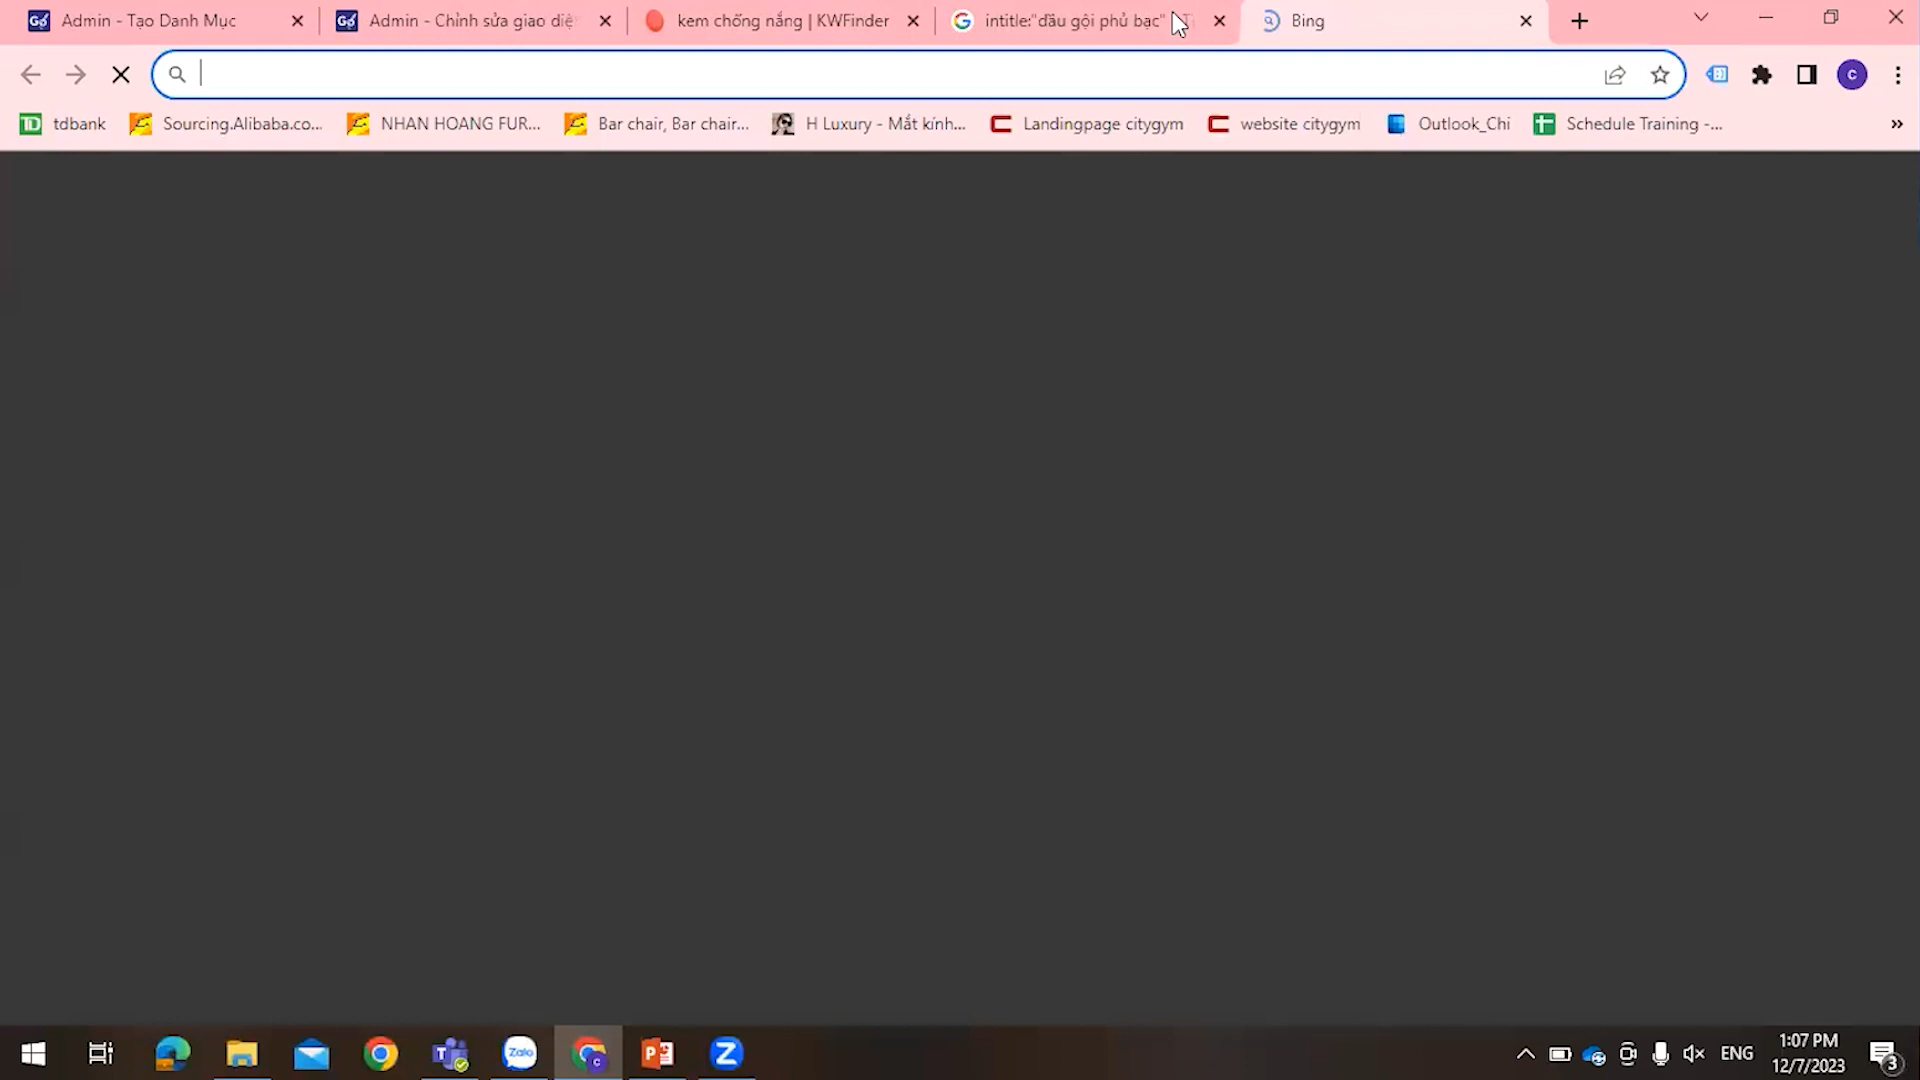 Admin - Tạo Danh Mục
Admin - Chỉnh sửa giao diệ
kem chống nắng | KWFinder
intitle:"dầu gội phủ bạc"
Bing
tdbank
Sourcing.Alibaba.co...
NHAN HOANG FUR...
Bar chair, Bar chair...
H Luxury - Mắt kính...
Landingpage citygym
website citygym
Outlook_Chi
Schedule Training -...
ENG
1:07 PM
12/7/2023
3